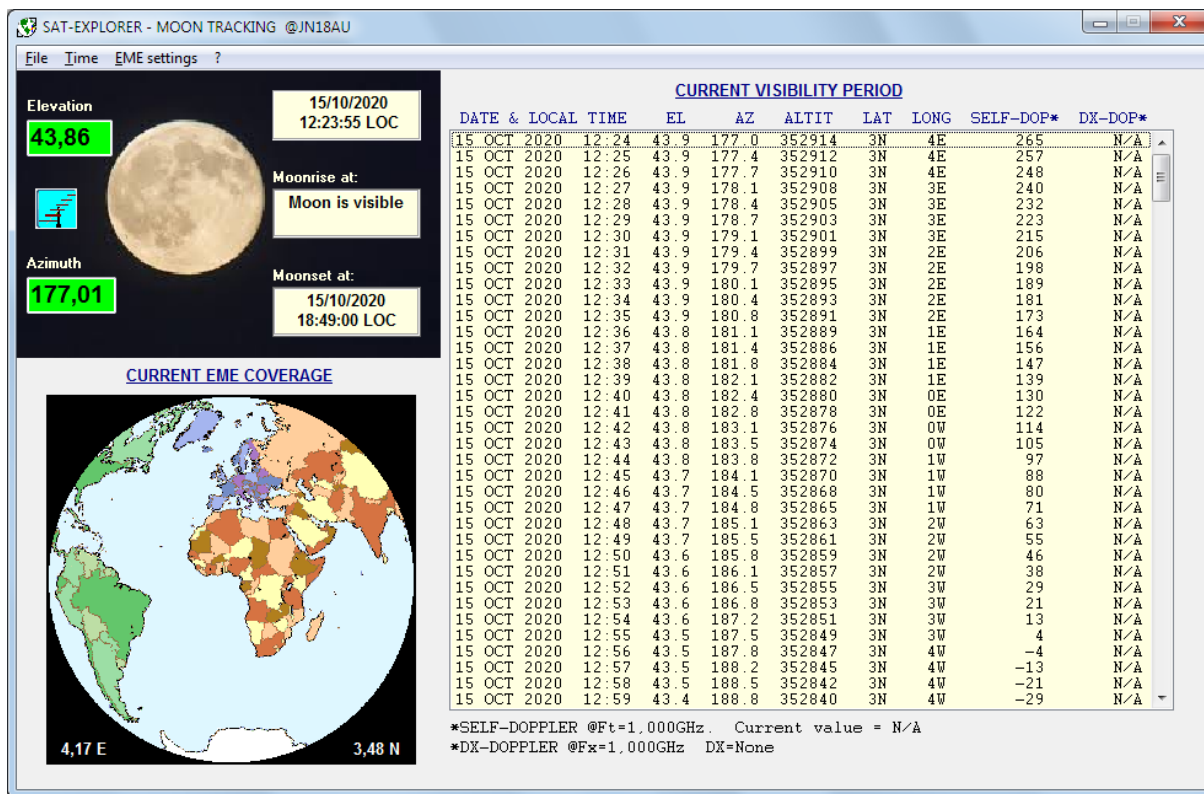 SAT-EXPLORER - MOON TRACKING @JN18AU
File Time EME settings ?
Elevation
43,86
15/10/2020
12:23:55 LOC
Moonrise at:
Moon is visible
Azimuth
177,01
Moonset at:
15/10/2020
18:49:00 LOC
CURRENT EME COVERAGE
4,17 E 3,48 N
CURRENT VISIBILITY PERIOD
DATE & LOCAL TIME EL AZ ALTIT LAT LONG SELF-DOP* DX-DOP*
15 OCT 2020 12:24 43.9 177.0 352914 3N 4E 265 N/A
15 OCT 2020 12:25 43.9 177.4 352912 3N 4E 257 N/A
15 OCT 2020 12:26 43.9 177.7 352910 3N 4E 248 N/A
15 OCT 2020 12:27 43.9 178.1 352908 3N 3E 240 N/A
15 OCT 2020 12:28 43.9 178.4 352905 3N 3E 232 N/A
15 OCT 2020 12:29 43.9 178.7 352903 3N 3E 223 N/A
15 OCT 2020 12:30 43.9 179.1 352901 3N 3E 215 N/A
15 OCT 2020 12:31 43.9 179.4 352899 3N 2E 206 N/A
15 OCT 2020 12:32 43.9 179.7 352897 3N 2E 198 N/A
15 OCT 2020 12:33 43.9 180.1 352895 3N 2E 189 N/A
15 OCT 2020 12:34 43.9 180.4 352893 3N 2E 181 N/A
15 OCT 2020 12:35 43.9 180.8 352891 3N 2E 173 N/A
15 OCT 2020 12:36 43.8 181.1 352889 3N 1E 164 N/A
15 OCT 2020 12:37 43.8 181.4 352886 3N 1E 156 N/A
15 OCT 2020 12:38 43.8 181.8 352884 3N 1E 147 N/A
15 OCT 2020 12:39 43.8 182.1 352882 3N 1E 139 N/A
15 OCT 2020 12:40 43.8 182.4 352880 3N 0E 130 N/A
15 OCT 2020 12:41 43.8 182.8 352878 3N 0E 122 N/A
15 OCT 2020 12:42 43.8 183.1 352876 3N 0W 114 N/A
15 OCT 2020 12:43 43.8 183.5 352874 3N 0W 105 N/A
15 OCT 2020 12:44 43.8 183.8 352872 3N 1W 97 N/A
15 OCT 2020 12:45 43.7 184.1 352870 3N 1W 88 N/A
15 OCT 2020 12:46 43.7 184.5 352868 3N 1W 80 N/A
15 OCT 2020 12:47 43.7 184.8 352865 3N 1W 71 N/A
15 OCT 2020 12:48 43.7 185.1 352863 3N 2W 63 N/A
15 OCT 2020 12:49 43.7 185.5 352861 3N 2W 55 N/A
15 OCT 2020 12:50 43.6 185.8 352859 3N 2W 46 N/A
15 OCT 2020 12:51 43.6 186.1 352857 3N 2W 38 N/A
15 OCT 2020 12:52 43.6 186.5 352855 3N 3W 29 N/A
15 OCT 2020 12:53 43.6 186.8 352853 3N 3W 21 N/A
15 OCT 2020 12:54 43.6 187.2 352851 3N 3W 13 N/A
15 OCT 2020 12:55 43.5 187.5 352849 3N 3W 4 N/A
15 OCT 2020 12:56 43.5 187.8 352847 3N 4W -4 N/A
15 OCT 2020 12:57 43.5 188.2 352845 3N 4W -13 N/A
15 OCT 2020 12:58 43.5 188.5 352842 3N 4W -21 N/A
15 OCT 2020 12:59 43.4 188.8 352840 3N 4W -29 N/A
*SELF-DOPPLER @Ft=1,000GHz. Current value = N/A
*DX-DOPPLER @Fx=1,000GHz DX=None